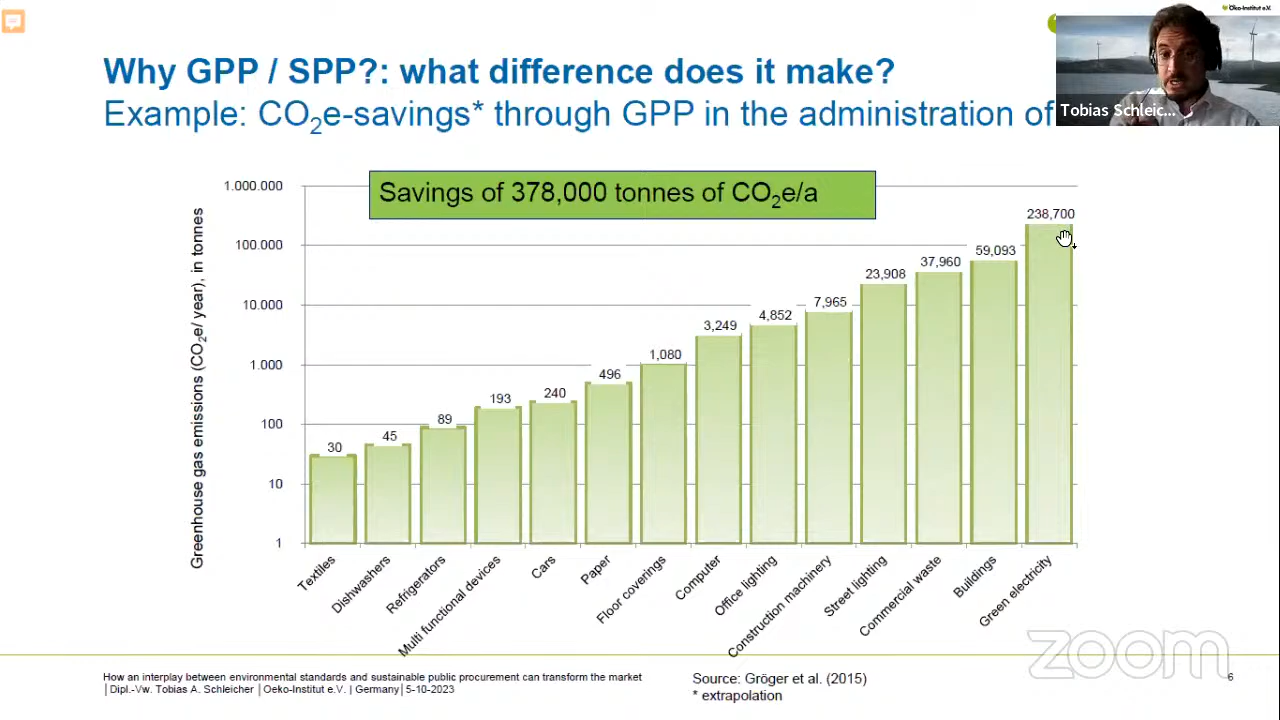 Öko-Institut e.V.
Why GPP / SPP?: what difference does it make?
Example: CO₂e-savings* through GPP in the administration of
Tobias Schleic...
Savings of 378,000 tonnes of CO₂e/a
Greenhouse gas emissions (CO₂e/ year), in tonnes
1.000.000
100.000
10.000
1.000
100
10
1
30
45
89
193
240
496
1,080
3,249
4,852
7,965
23,908
37,960
59,093
238,700
Textiles
Dishwashers
Refrigerators
Multi functional devices
Cars
Paper
Floor coverings
Computer
Office lighting
Construction machinery
Street lighting
Commercial waste
Buildings
Green electricity
zoom
How an interplay between environmental standards and sustainable public procurement can transform the market
│Dipl.-Vw. Tobias A. Schleicher │Oeko-Institut e.V. | Germany│5-10-2023
Source: Gröger et al. (2015)
* extrapolation
6